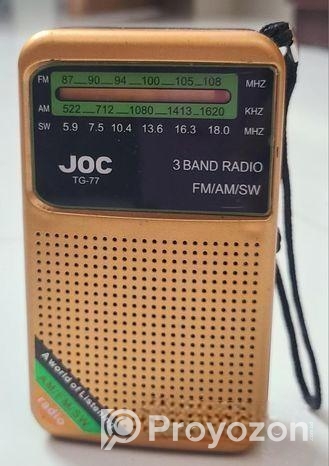 FM 87 90 94 100 105 108 MHZ
AM 522 712 1080 1413 1620 KHZ
SW 5.9 7.5 10.4 13.6 16.3 18.0 MHZ
JOC 3 BAND RADIO
TG-77 FM/AM/SW
A world of Listen
AM/FM/SW
radio
Proyozon